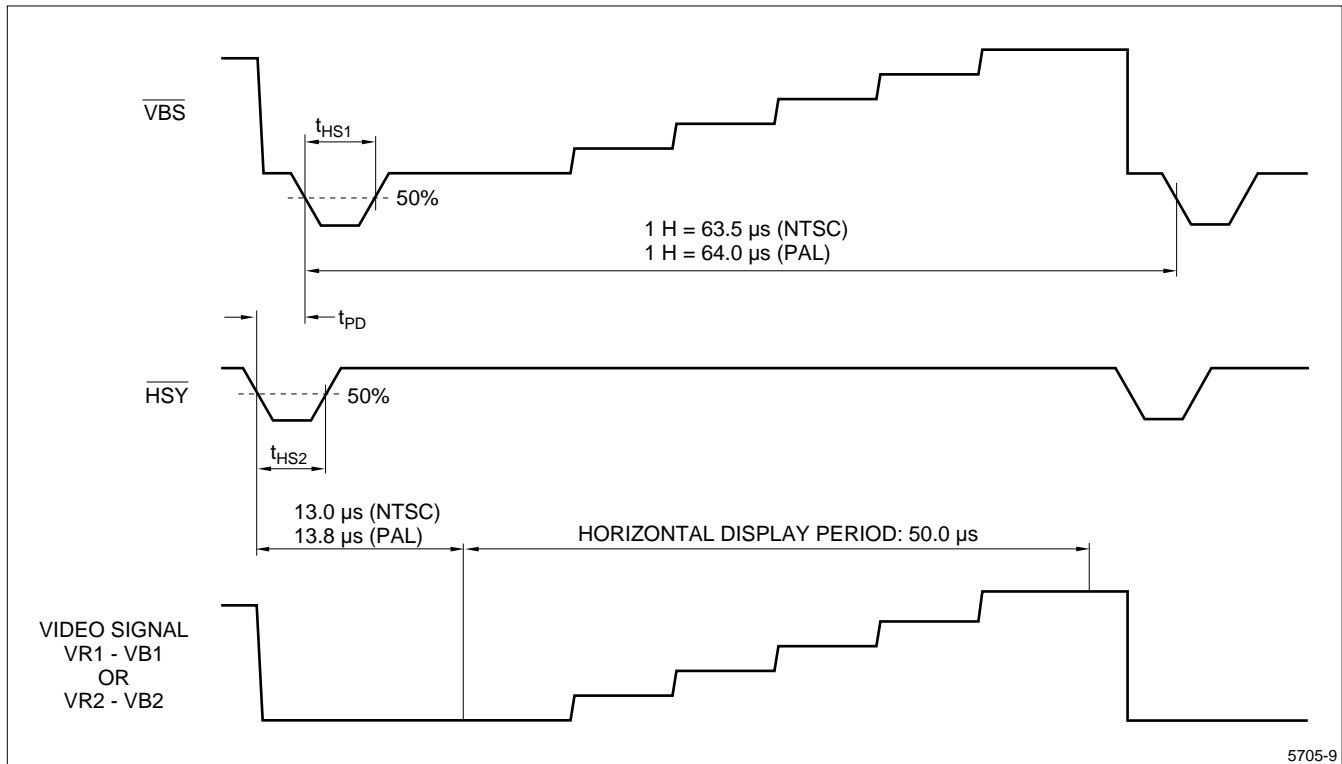 VBS
tHS1
50%
1 H = 63.5 µs (NTSC)
1 H = 64.0 µs (PAL)
tPD
HSY
50%
tHS2
13.0 µs (NTSC)
13.8 µs (PAL)
HORIZONTAL DISPLAY PERIOD: 50.0 µs
VIDEO SIGNAL
VR1 - VB1
OR
VR2 - VB2
5705-9